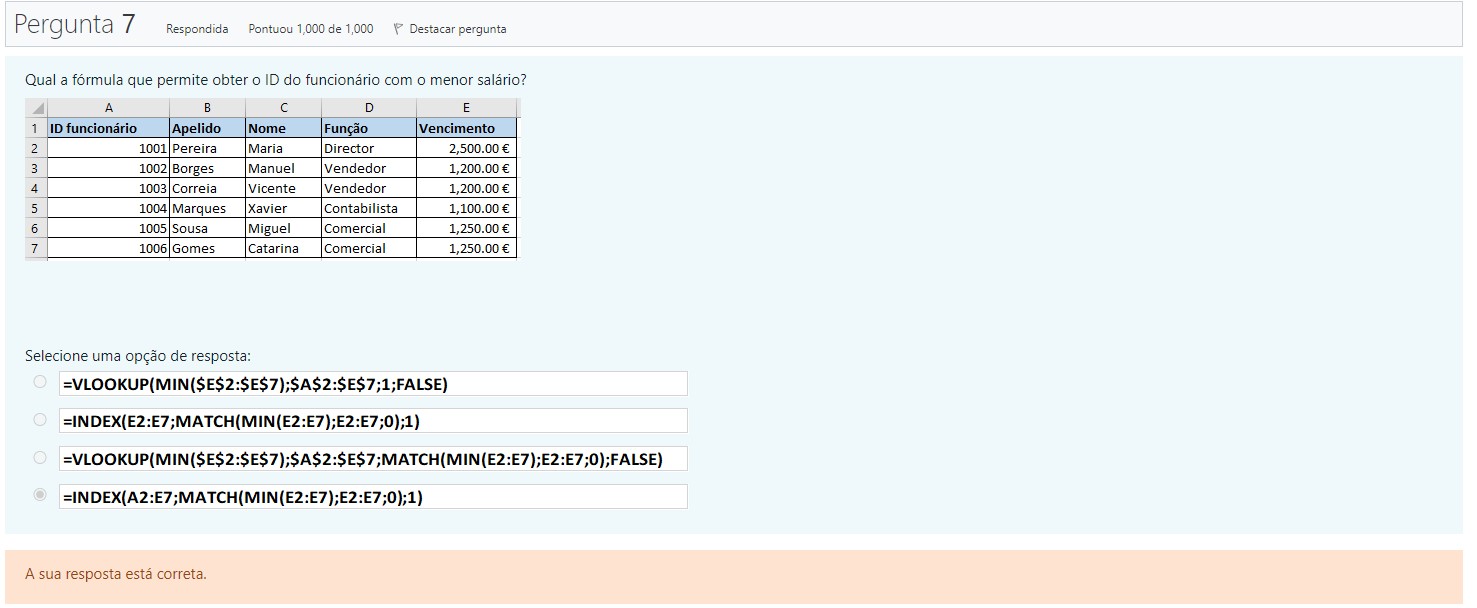 Pergunta 7 Respondida Pontuou 1,000 de 1,000 Destacar pergunta
Qual a fórmula que permite obter o ID do funcionário com o menor salário?
A B C D E
1 ID funcionário Apelido Nome Função Vencimento
2 1001 Pereira Maria Director 2,500.00 €
3 1002 Borges Manuel Vendedor 1,200.00 €
4 1003 Correia Vicente Vendedor 1,200.00 €
5 1004 Marques Xavier Contabilista 1,100.00 €
6 1005 Sousa Miguel Comercial 1,250.00 €
7 1006 Gomes Catarina Comercial 1,250.00 €
Selecione uma opção de resposta:
=VLOOKUP(MIN($E$2:$E$7);$A$2:$E$7;1;FALSE)
=INDEX(E2:E7;MATCH(MIN(E2:E7);E2:E7;0);1)
=VLOOKUP(MIN($E$2:$E$7);$A$2:$E$7;MATCH(MIN(E2:E7);E2:E7;0);FALSE)
=INDEX(A2:E7;MATCH(MIN(E2:E7);E2:E7;0);1)
A sua resposta está correta.